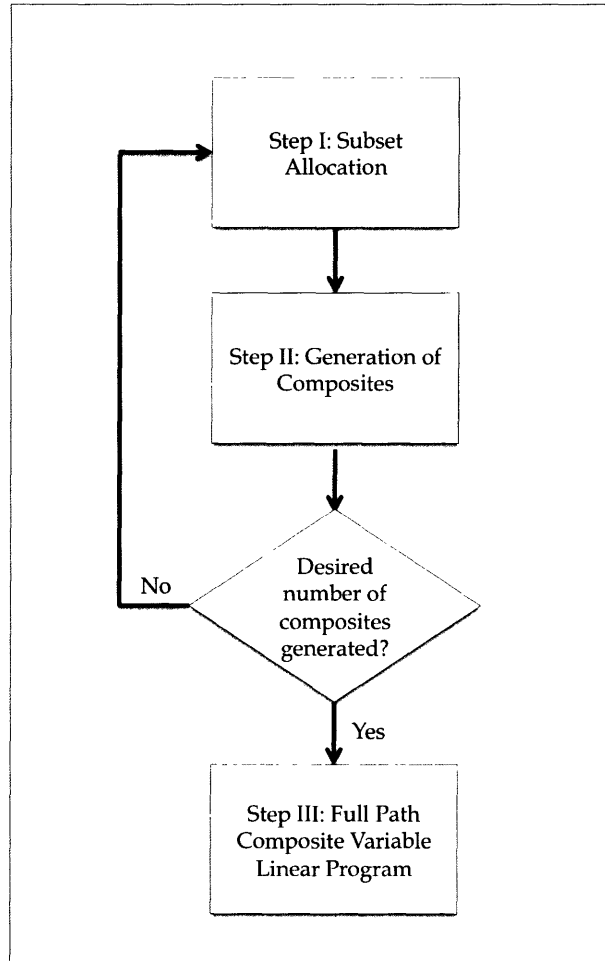 Step I: Subset
Allocation
Step II: Generation of
Composites
Desired
number of
composites
generated?
No
Yes
Step III: Full Path
Composite Variable
Linear Program